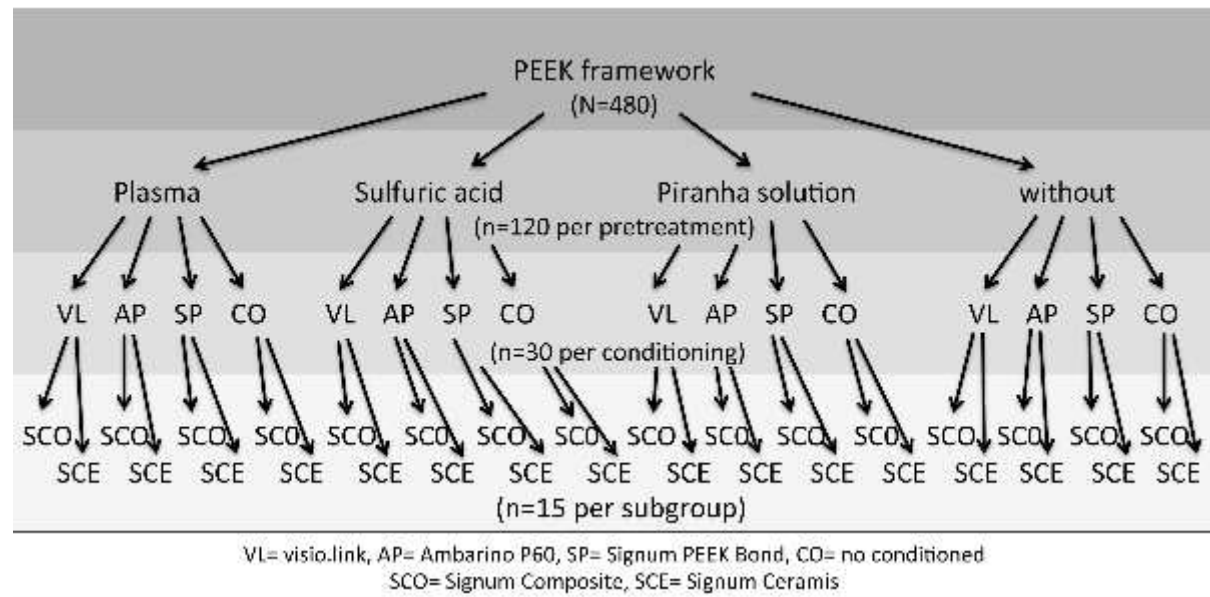 PEEK framework
(N=480)
Plasma Sulfuric acid Piranha solution without
(n=120 per pretreatment)
VL AP SP CO VL AP SP CO VL AP SP CO VL AP SP CO
(n=30 per conditioning)
SCO SCO SCO SCO SCO SCO SCO SCO SCO SCO SCO SCO SCO SCO SCO SCO
SCE SCE SCE SCE SCE SCE SCE SCE SCE SCE SCE SCE SCE SCE SCE SCE
(n=15 per subgroup)
VL= visio.link, AP= Ambarino P60, SP= Signum PEEK Bond, CO= no conditioned
SCO= Signum Composite, SCE= Signum Ceramis